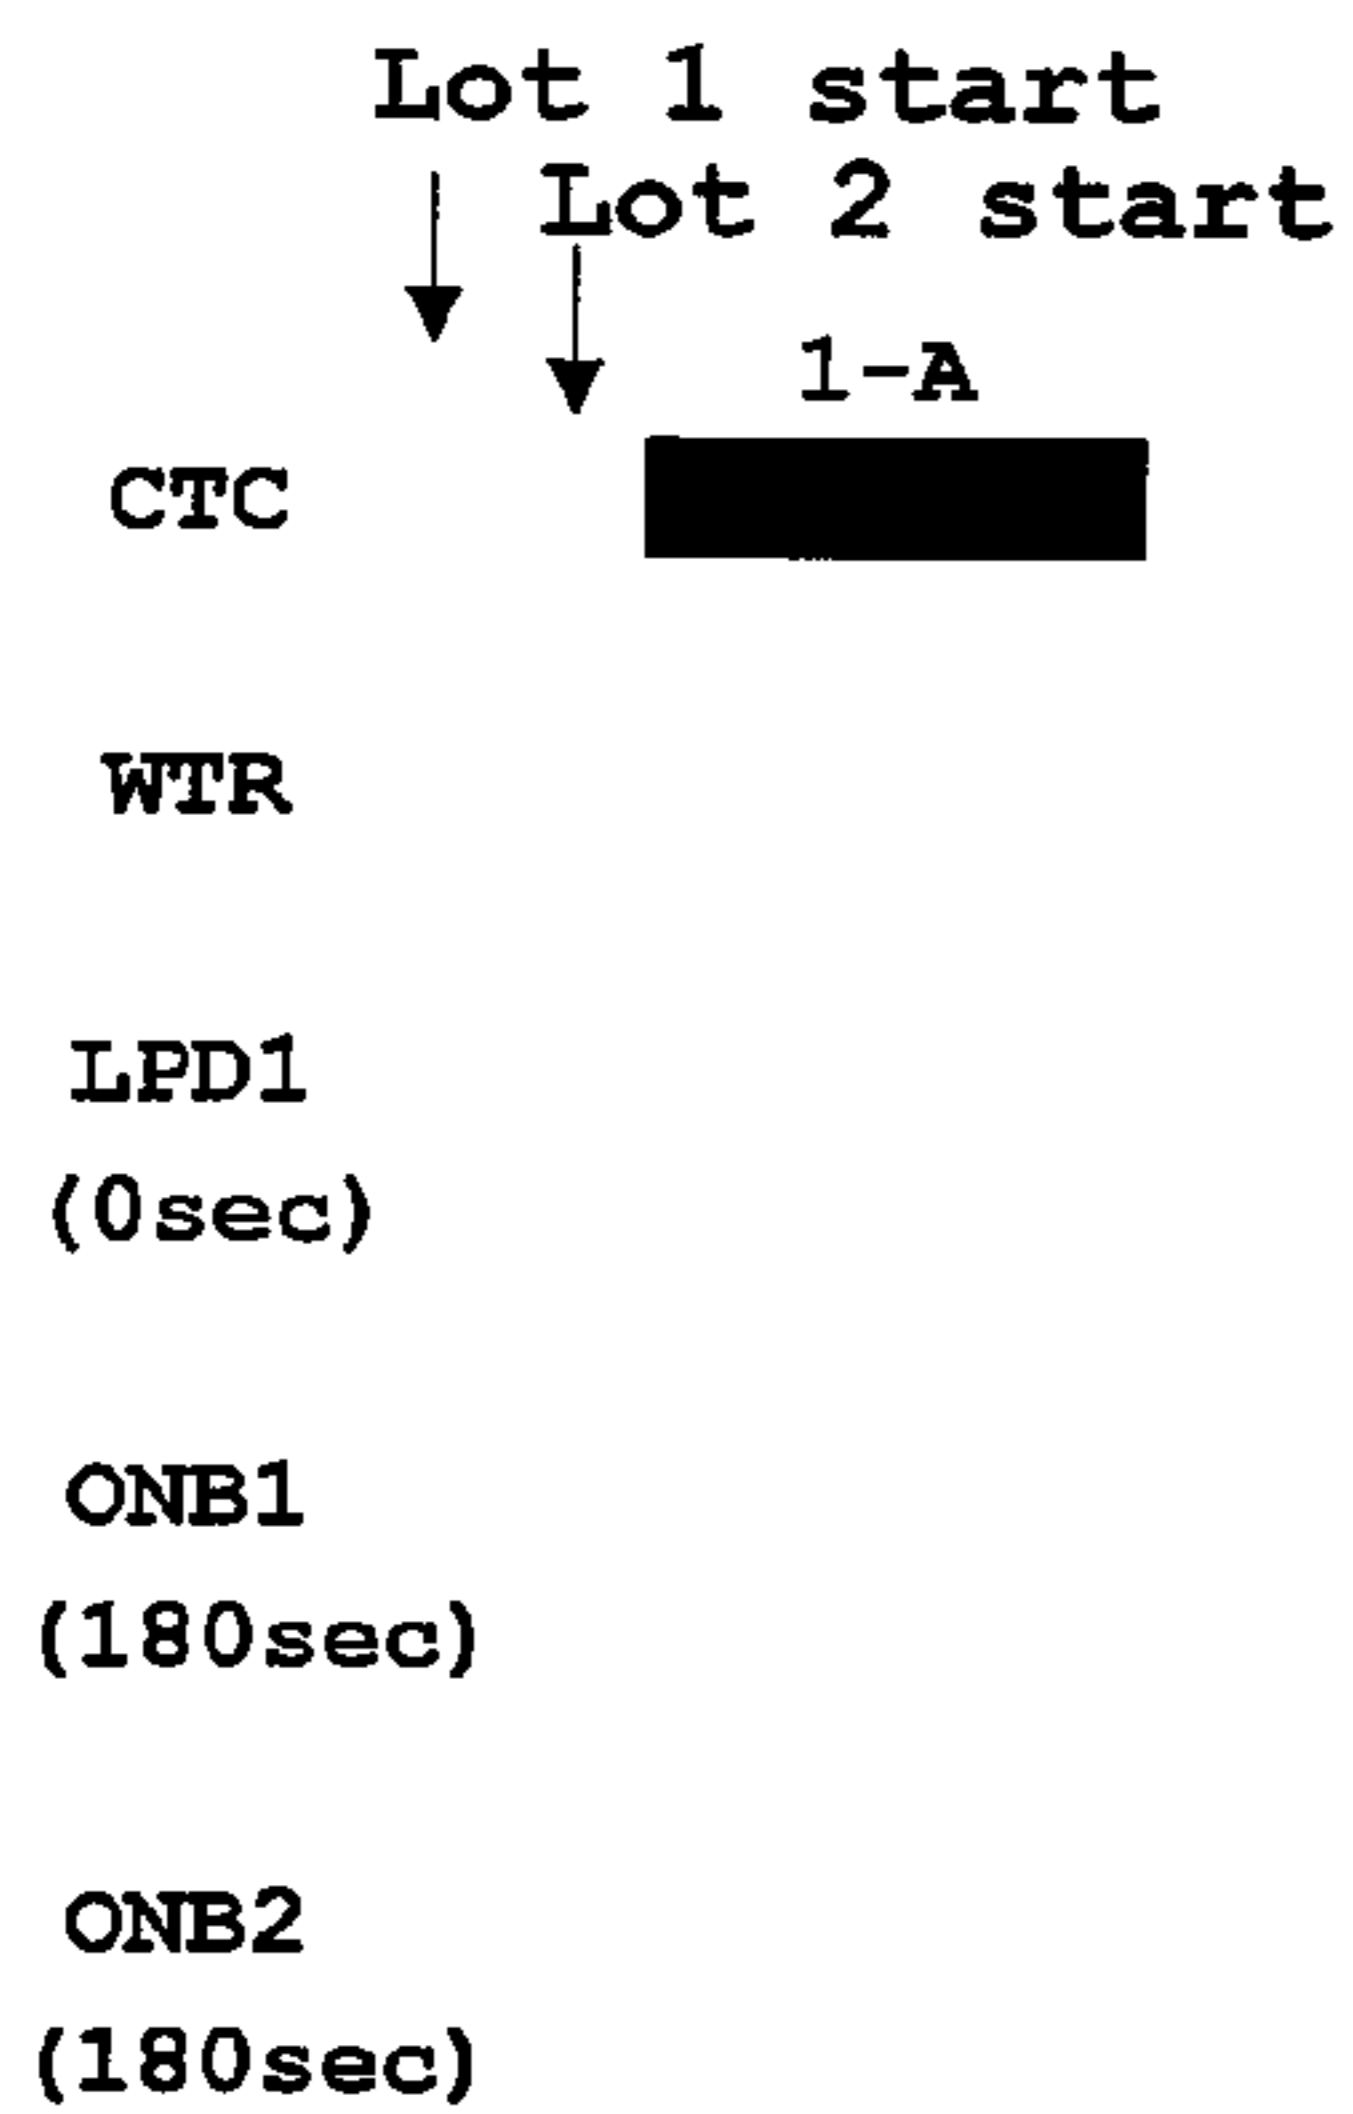 Lot 1 start
Lot 2 start
1-A
CTC
WTR
LPD1
(0sec)
ONB1
(180sec)
ONB2
(180sec)